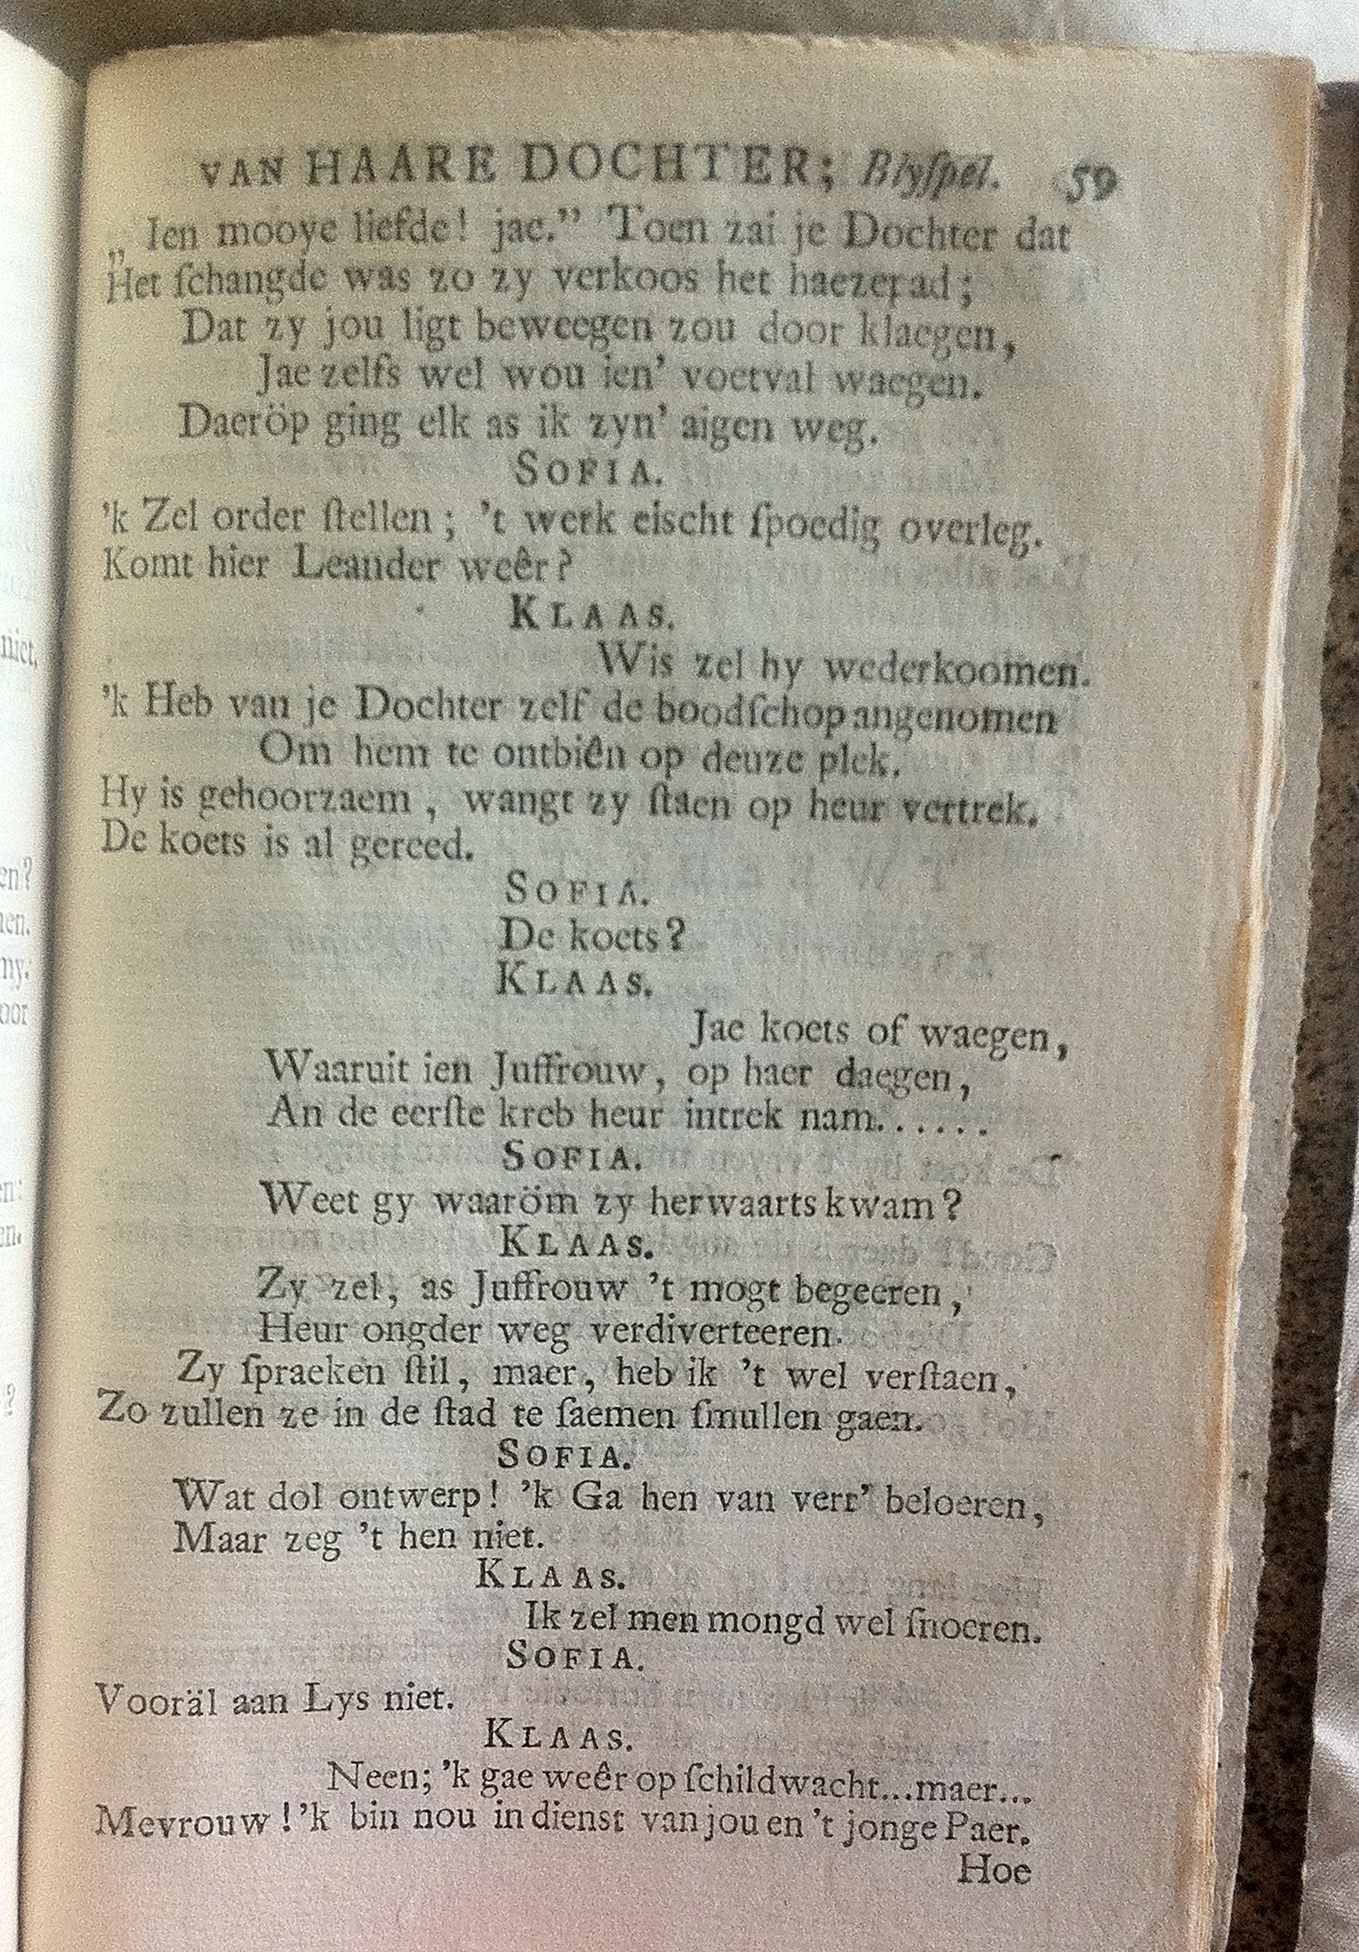 VAN HAARE DOCHTER; Blyſpel. 59
„ Ien mooye liefde! jae.” Toen zai je Dochter dat
Het ſchangde was zo zy verkoos het haezepad;
Dat zy jou ligt beweegen zou door klaegen,
Jae zelfs wel wou ien’ voetval waegen.
Daeröp ging elk as ik zyn’ aigen weg.
SOFIA.
’k Zel order ſtellen; ’t werk eiſcht ſpoedig overleg.
Komt hier Leander weêr?
KLAAS.
Wis zel hy wederkoomen.
’k Heb van je Dochter zelf de boodſchop angenomen
Om hem te ontbiên op deuze plek.
Hy is gehoorzaem, wangt zy ſtaen op heur vertrek.
De koets is al gereed.
SOFIA.
De koets?
KLAAS.
Jae koets of waegen,
Waaruit ien Juffrouw, op haer daegen,
An de eerſte kreb heur intrek nam......
SOFIA.
Weet gy waaröm zy herwaarts kwam?
KLAAS.
Zy zel, as Juffrouw ’t mogt begeeren,
Heur ongder weg verdiverteeren.
Zy ſpraeken ſtil, maer, heb ik ’t wel verſtaen,
Zo zullen ze in de ſtad te ſaemen ſmullen gaen.
SOFIA.
Wat dol ontwerp! ’k Ga hen van verr’ beloeren,
Maar zeg ’t hen niet.
KLAAS.
Ik zel men mongd wel ſnoeren.
SOFIA.
Vooräl aan Lys niet.
KLAAS.
Neen; ’k gae weêr op ſchildwacht...maer...
Mevrouw! ’k bin nou in dienst van jou en ’t jonge Paer.
Hoe
niet.
en?
my.
oor
en.
?